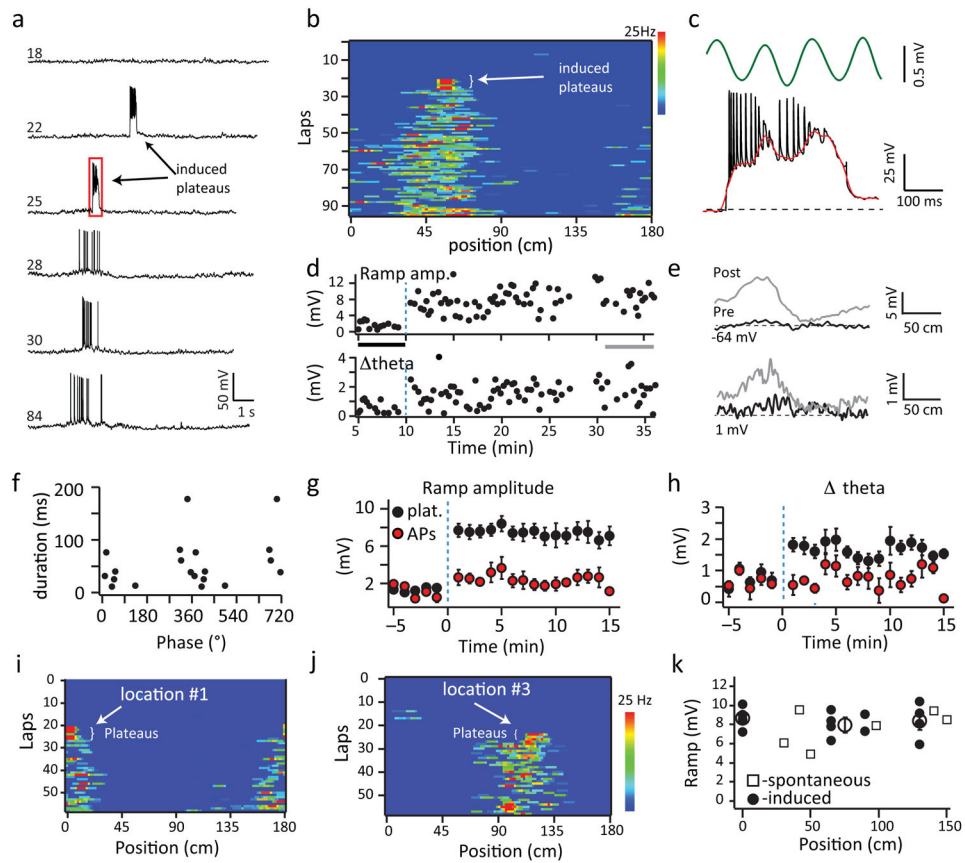 a
18
22
induced
plateaus
25
28
30
84
50 mV
1 s
b
25Hz
induced
plateaus
Laps
10
30
50
70
90
0
45
90
135
180
position (cm)
c
0.5 mV
25 mV
100 ms
d
Ramp amp.
(mV)
12
8
4
0
Δtheta
(mV)
4
2
0
5
10
15
20
25
30
35
Time (min)
e
Post
Pre
-64 mV
5 mV
50 cm
1 mV
1 mV
50 cm
f
duration (ms)
200
100
0
0
180
360
540
720
Phase (°)
g
Ramp amplitude
plat.
APs
(mV)
10
8
6
4
2
−5
0
5
10
15
Time (min)
h
Δ theta
(mV)
3
2
2
1
1
0
−5
0
5
10
15
Time (min)
i
location #1
Plateaus
Laps
0
10
20
30
40
50
0
45
90
135
180
Position (cm)
j
location #3
Plateaus
25 Hz
Laps
0
10
20
30
40
50
0
45
90
135
180
Position (cm)
k
Ramp (mV)
12
10
8
6
4
2
0
-spontaneous
-induced
0
50
100
150
Position (cm)